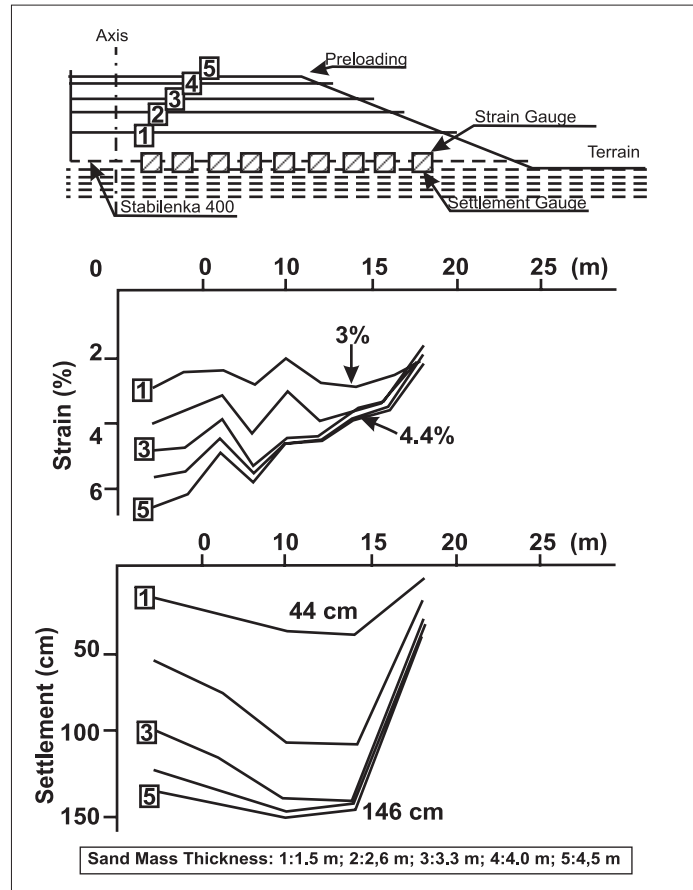 Axis
Preloading
5
4
3
2
1
Strain Gauge
Terrain
Stabilenka 400
Settlement Gauge
0 0 10 15 20 25 (m)
Strain (%)
2
4
6
1
3
5
3%
4.4%
0 10 15 20 25 (m)
Settlement (cm)
50
100
150
1
3
5
44 cm
146 cm
Sand Mass Thickness: 1:1.5 m; 2:2,6 m; 3:3.3 m; 4:4.0 m; 5:4,5 m